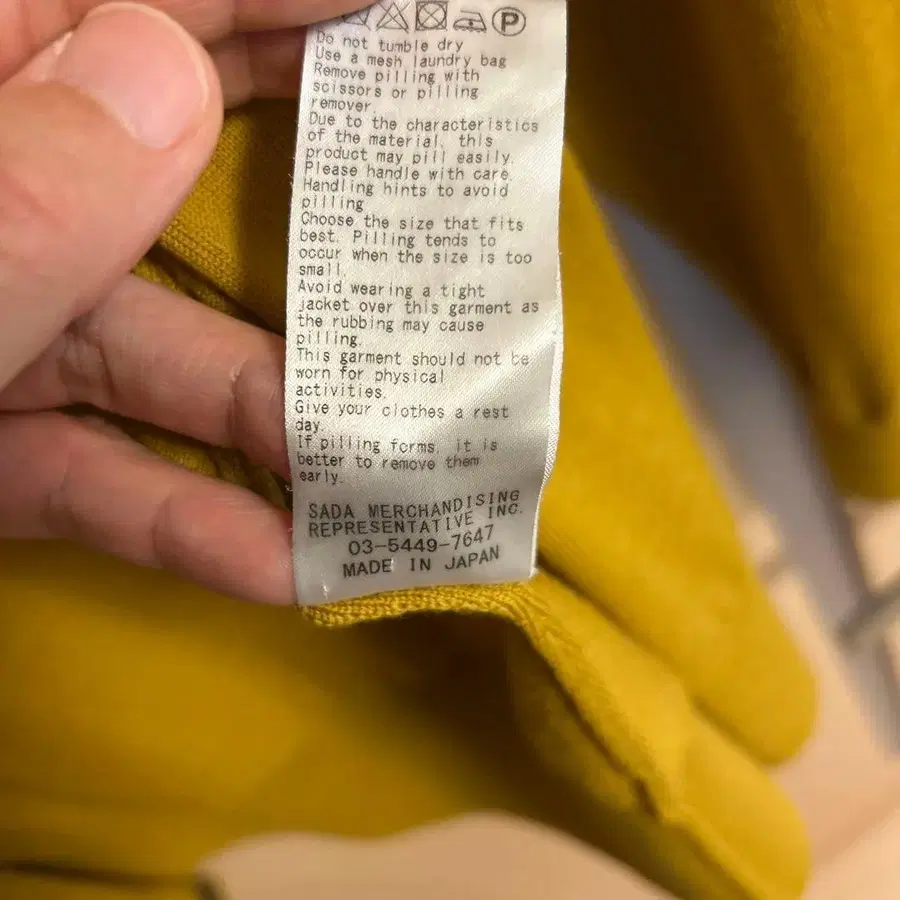 P
Do not tumble dry
Use a mesh laundry bag
Remove pilling with
scissors or pilling
remover.
Due to the characteristics
of the material, this
product may pill easily.
Please handle with care.
Handling hints to avoid
pilling
Choose the size that fits
best. Pilling tends to
occur when the size is too
small.
Avoid wearing a tight
jacket over this garment as
the rubbing may cause
pilling.
This garment should not be
worn for physical
activities.
Give your clothes a rest
day.
If pilling forms, it is
better to remove them
early.
SADA MERCHANDISING
REPRESENTATIVE INC.
03-5449-7647
MADE IN JAPAN